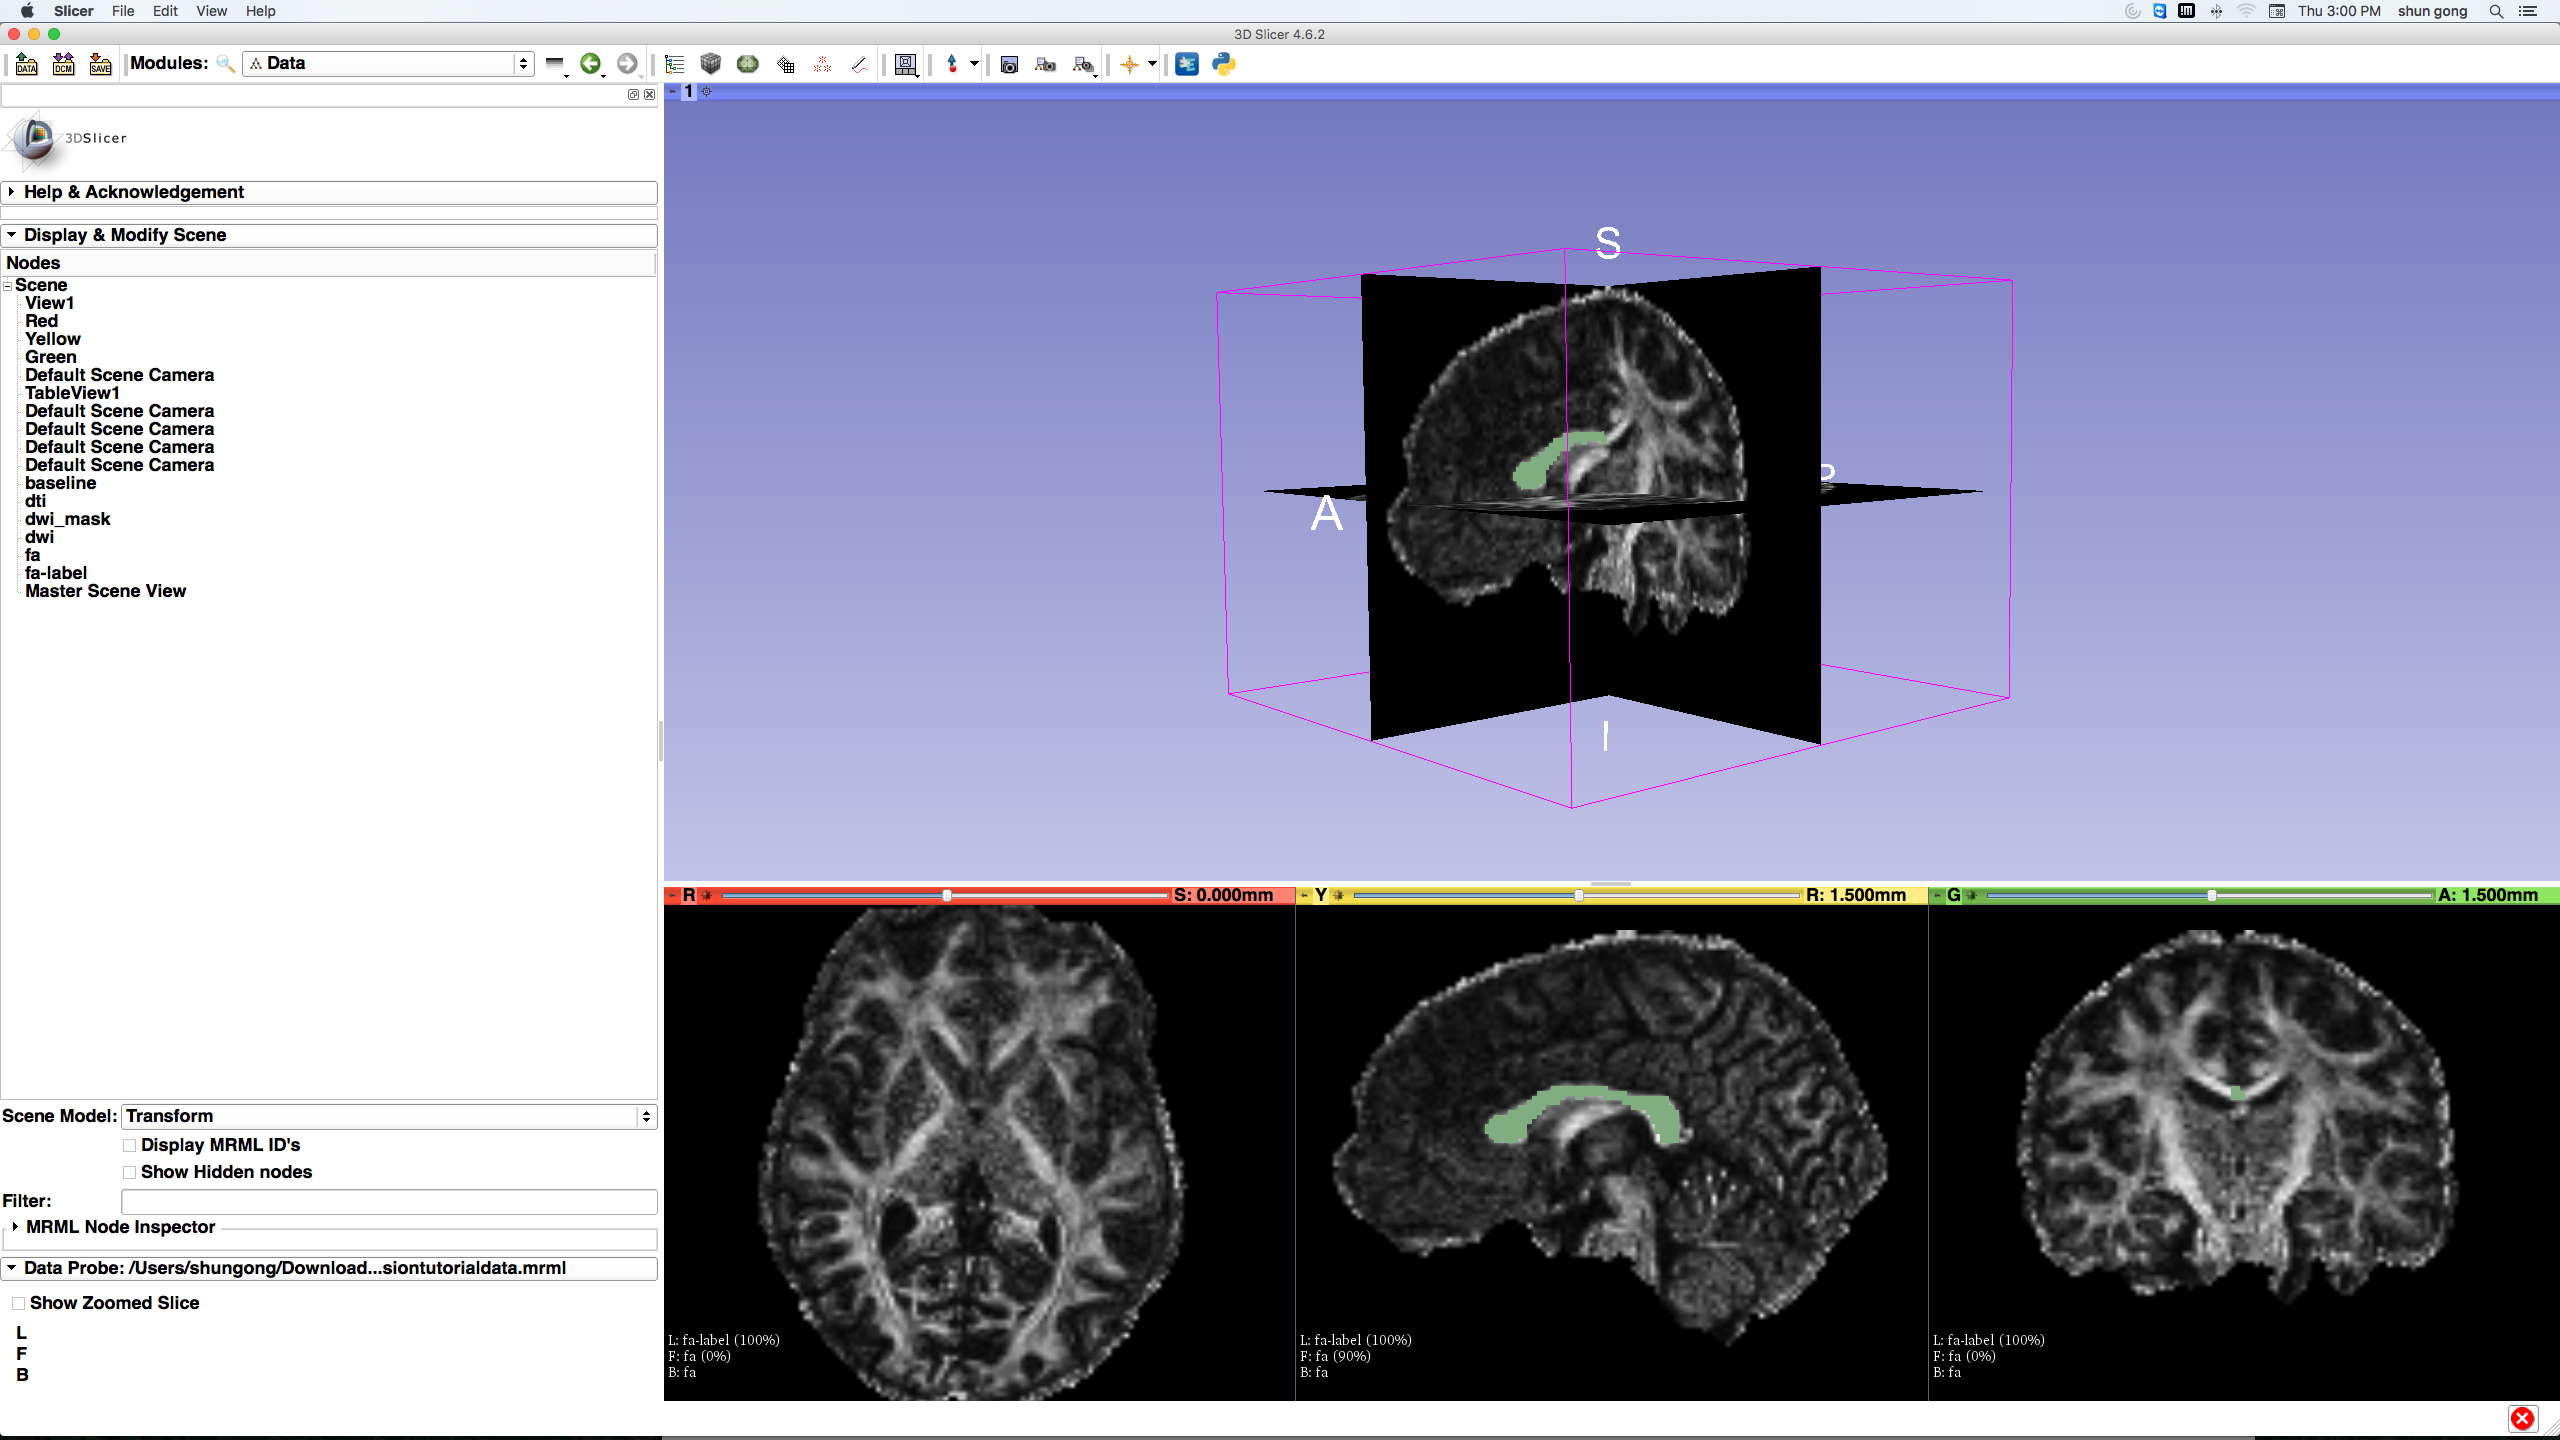 Slicer File Edit View Help Thu 3:00 PM shun gong
3D Slicer 4.6.2
DATA DCM SAVE Modules: Data
1
3DSlicer
Help & Acknowledgement
Display & Modify Scene
Nodes
Scene
View1
Red
Yellow
Green
Default Scene Camera
TableView1
Default Scene Camera
Default Scene Camera
Default Scene Camera
Default Scene Camera
baseline
dti
dwi_mask
dwi
fa
fa-label
Master Scene View
S
A
P
I
Scene Model: Transform
Display MRML ID's
Show Hidden nodes
Filter:
MRML Node Inspector
Data Probe: /Users/shungong/Download...siontutorialdata.mrml
Show Zoomed Slice
L
F
B
R S: 0.000mm
L: fa-label (100%)
F: fa (0%)
B: fa
Y R: 1.500mm
L: fa-label (100%)
F: fa (90%)
B: fa
G A: 1.500mm
L: fa-label (100%)
F: fa (0%)
B: fa